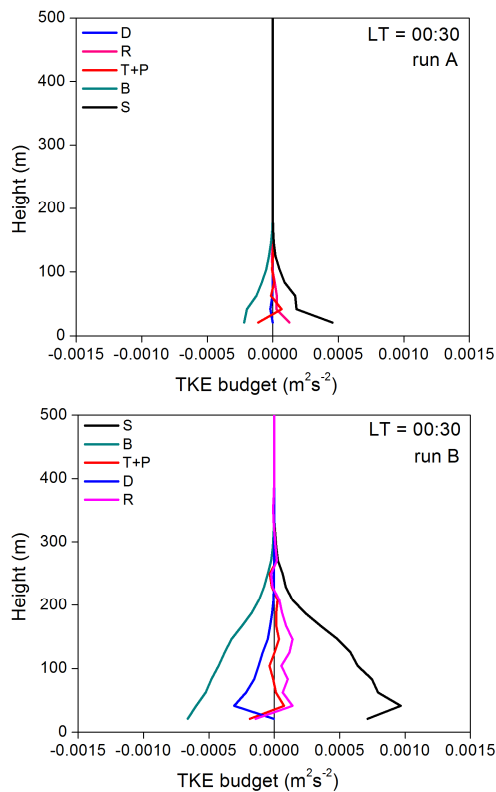 500
400
300
200
100
0
Height (m)
D
R
T+P
B
S
LT = 00:30
run A
-0.0015 -0.0010 -0.0005 0.0000 0.0005 0.0010 0.0015
TKE budget (m²s⁻²)
500
400
300
200
100
0
Height (m)
S
B
T+P
D
R
LT = 00:30
run B
-0.0015 -0.0010 -0.0005 0.0000 0.0005 0.0010 0.0015
TKE budget (m²s⁻²)